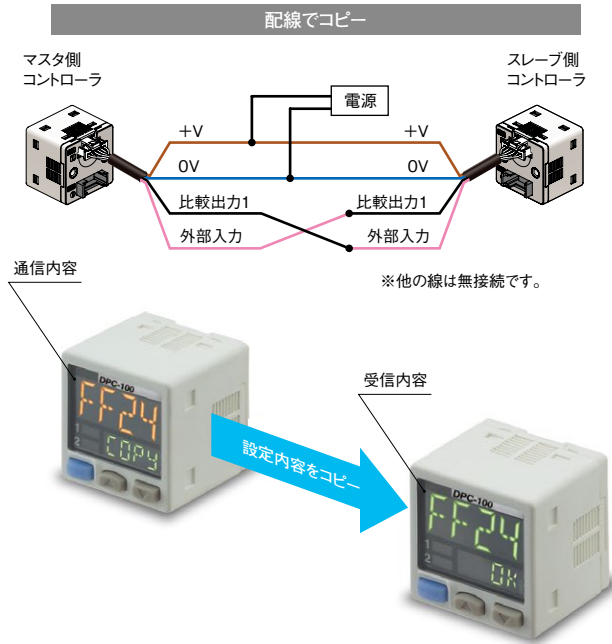 配線でコピー
マスタ側
コントローラ
スレーブ側
コントローラ
電源
+V
+V
0V
0V
比較出力1
比較出力1
外部入力
外部入力
※他の線は無接続です。
通信内容
受信内容
DPC-100
FF24
1
2
COPY
設定内容をコピー
DPC-100
FF24
1
2
OK